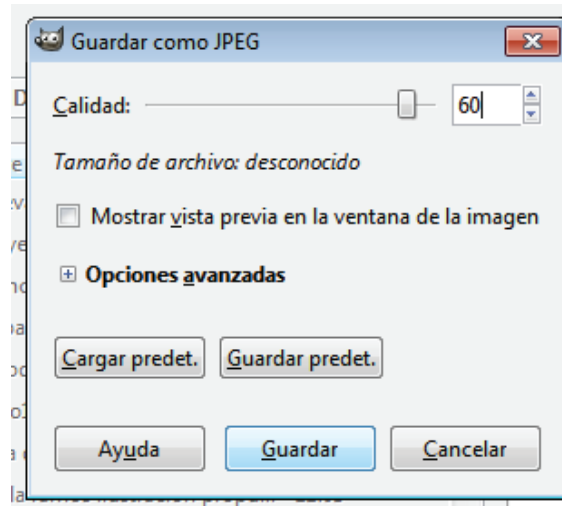 Guardar como JPEG
Calidad: 60
Tamaño de archivo: desconocido
Mostrar vista previa en la ventana de la imagen
Opciones avanzadas
Cargar predet. Guardar predet.
Ayuda Guardar Cancelar